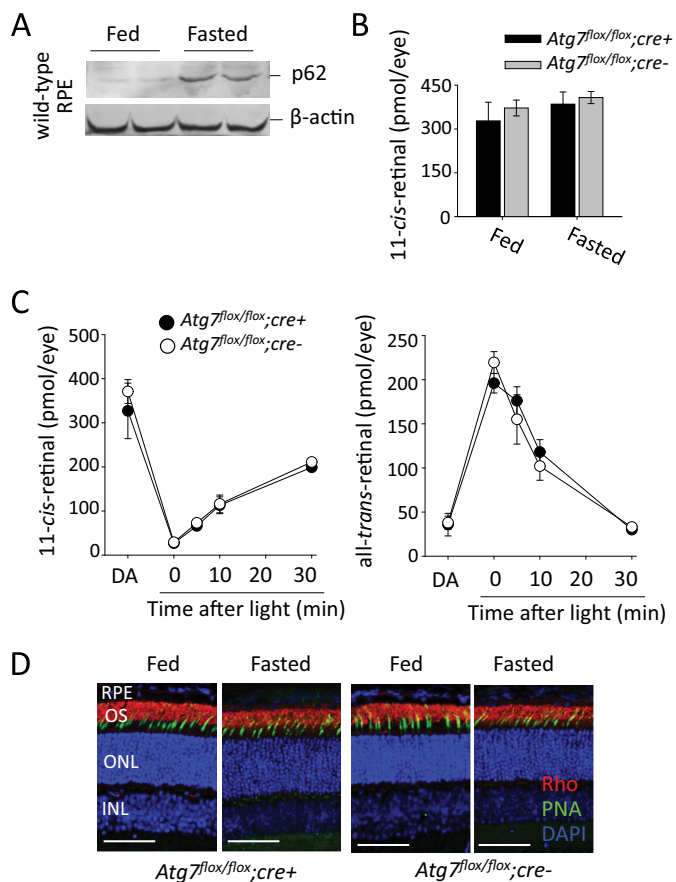 A
Fed Fasted
wild-type
RPE
p62
β-actin
B
Atg7flox/flox;cre+
Atg7flox/flox;cre-
11-cis-retinal (pmol/eye)
450
300
150
0
Fed Fasted
C
Atg7flox/flox;cre+
Atg7flox/flox;cre-
11-cis-retinal (pmol/eye)
500
400
300
200
100
0
DA 0 10 20 30
Time after light (min)
all-trans-retinal (pmol/eye)
250
200
150
100
50
0
DA 0 10 20 30
Time after light (min)
D
Fed Fasted Fed Fasted
RPE
OS
ONL
INL
Rho
PNA
DAPI
Atg7flox/flox;cre+ Atg7flox/flox;cre-